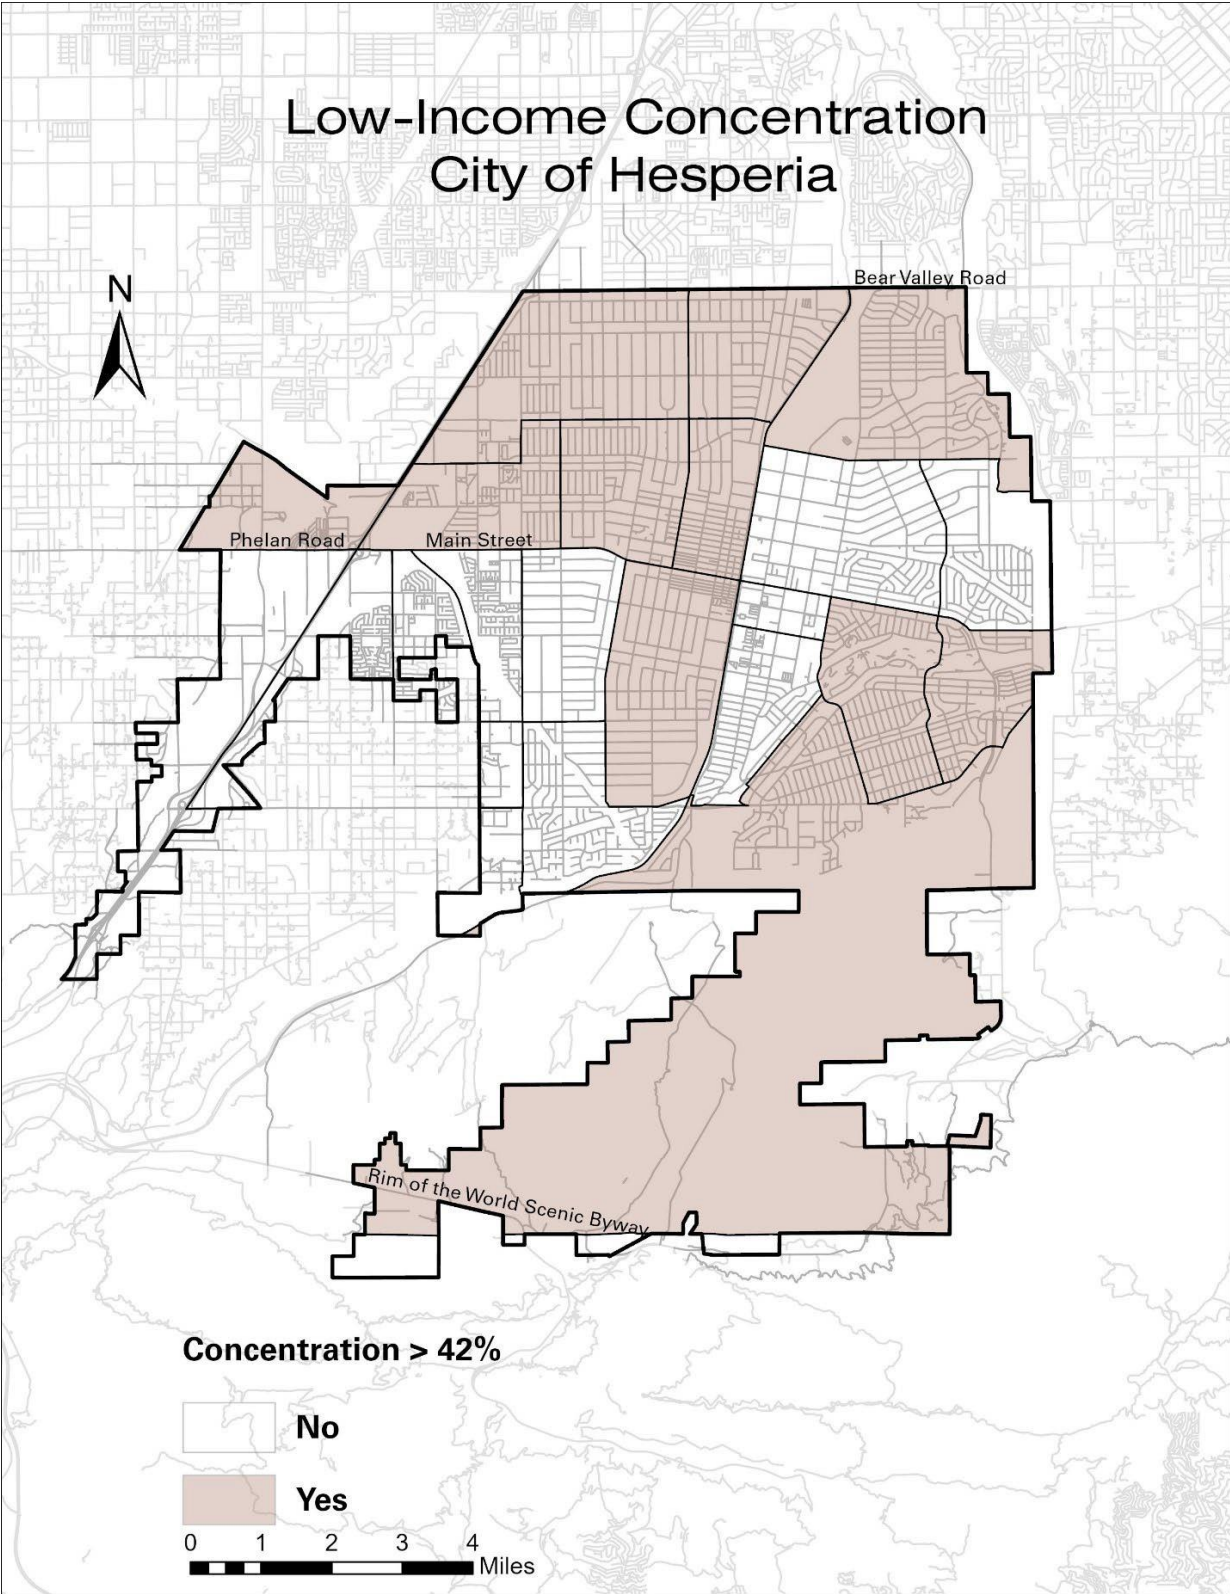 Low-Income Concentration
City of Hesperia
Bear Valley Road
N
Phelan Road
Main Street
Rim of the World Scenic Byway
Concentration > 42%
No
Yes
0 1 2 3 4
Miles